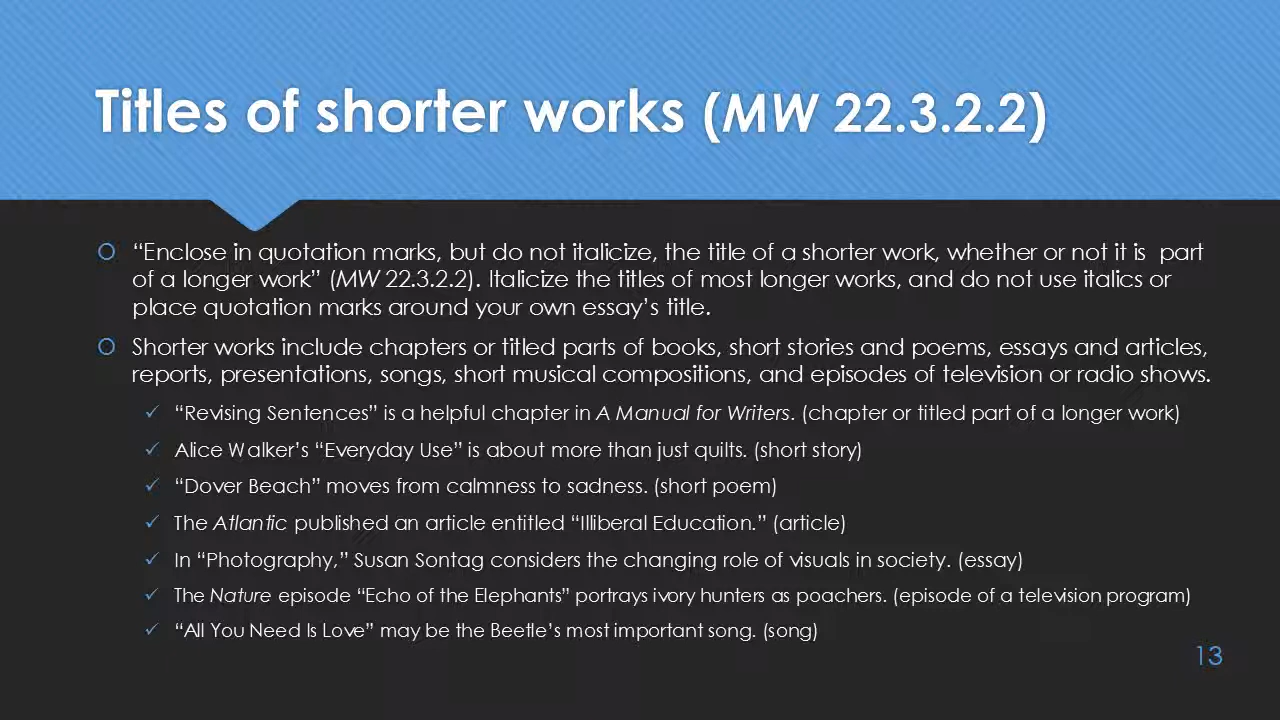 Titles of shorter works (MW 22.3.2.2)
“Enclose in quotation marks, but do not italicize, the title of a shorter work, whether or not it is part
of a longer work” (MW 22.3.2.2). Italicize the titles of most longer works, and do not use italics or
place quotation marks around your own essay’s title.
Shorter works include chapters or titled parts of books, short stories and poems, essays and articles,
reports, presentations, songs, short musical compositions, and episodes of television or radio shows.
“Revising Sentences” is a helpful chapter in A Manual for Writers. (chapter or titled part of a longer work)
Alice Walker’s “Everyday Use” is about more than just quilts. (short story)
“Dover Beach” moves from calmness to sadness. (short poem)
The Atlantic published an article entitled “Illiberal Education.” (article)
In “Photography,” Susan Sontag considers the changing role of visuals in society. (essay)
The Nature episode “Echo of the Elephants” portrays ivory hunters as poachers. (episode of a television program)
“All You Need Is Love” may be the Beetle’s most important song. (song)
13